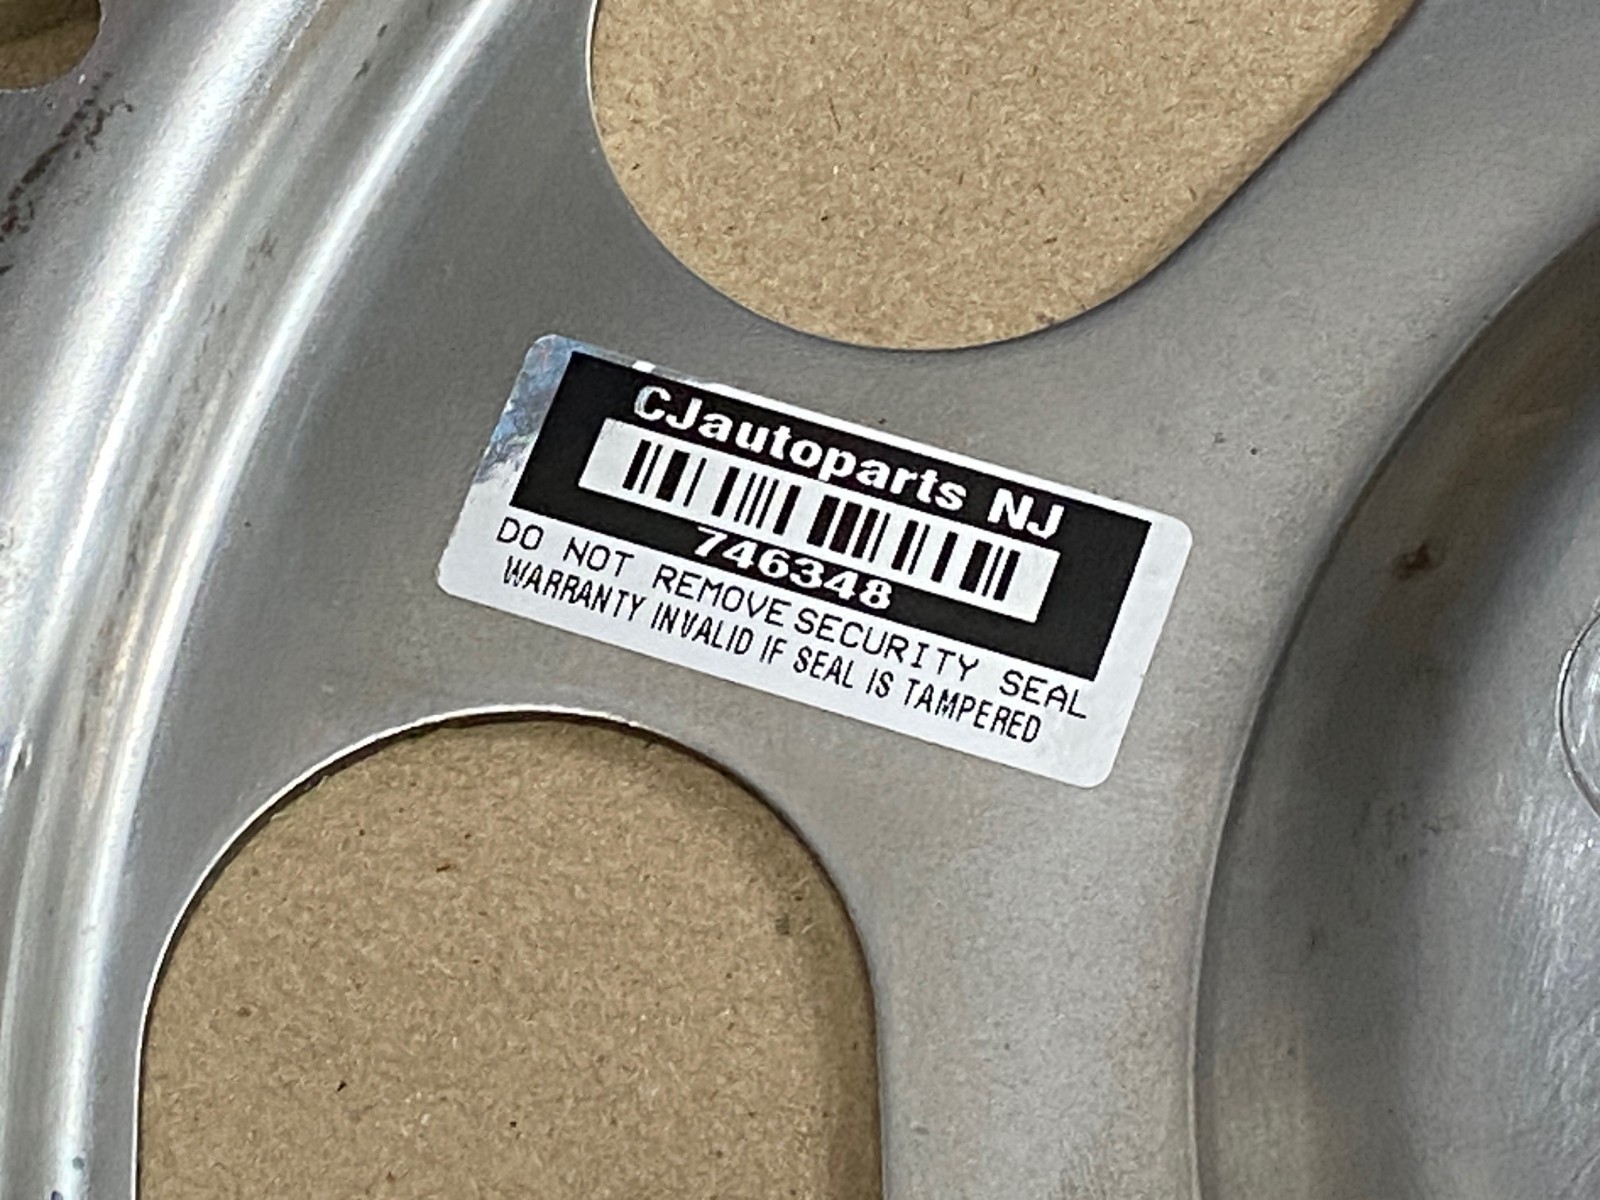 CJautoparts NJ
746348
DO NOT REMOVE SECURITY SEAL
WARRANTY INVALID IF SEAL IS TAMPERED